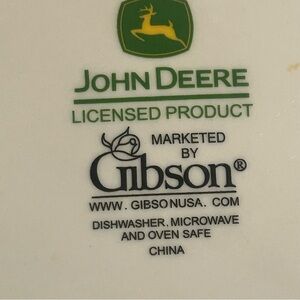 JOHN DEERE
LICENSED PRODUCT
MARKETED
BY
Gibson®
WWW.GIBSONUSA.COM
DISHWASHER, MICROWAVE
AND OVEN SAFE
CHINA